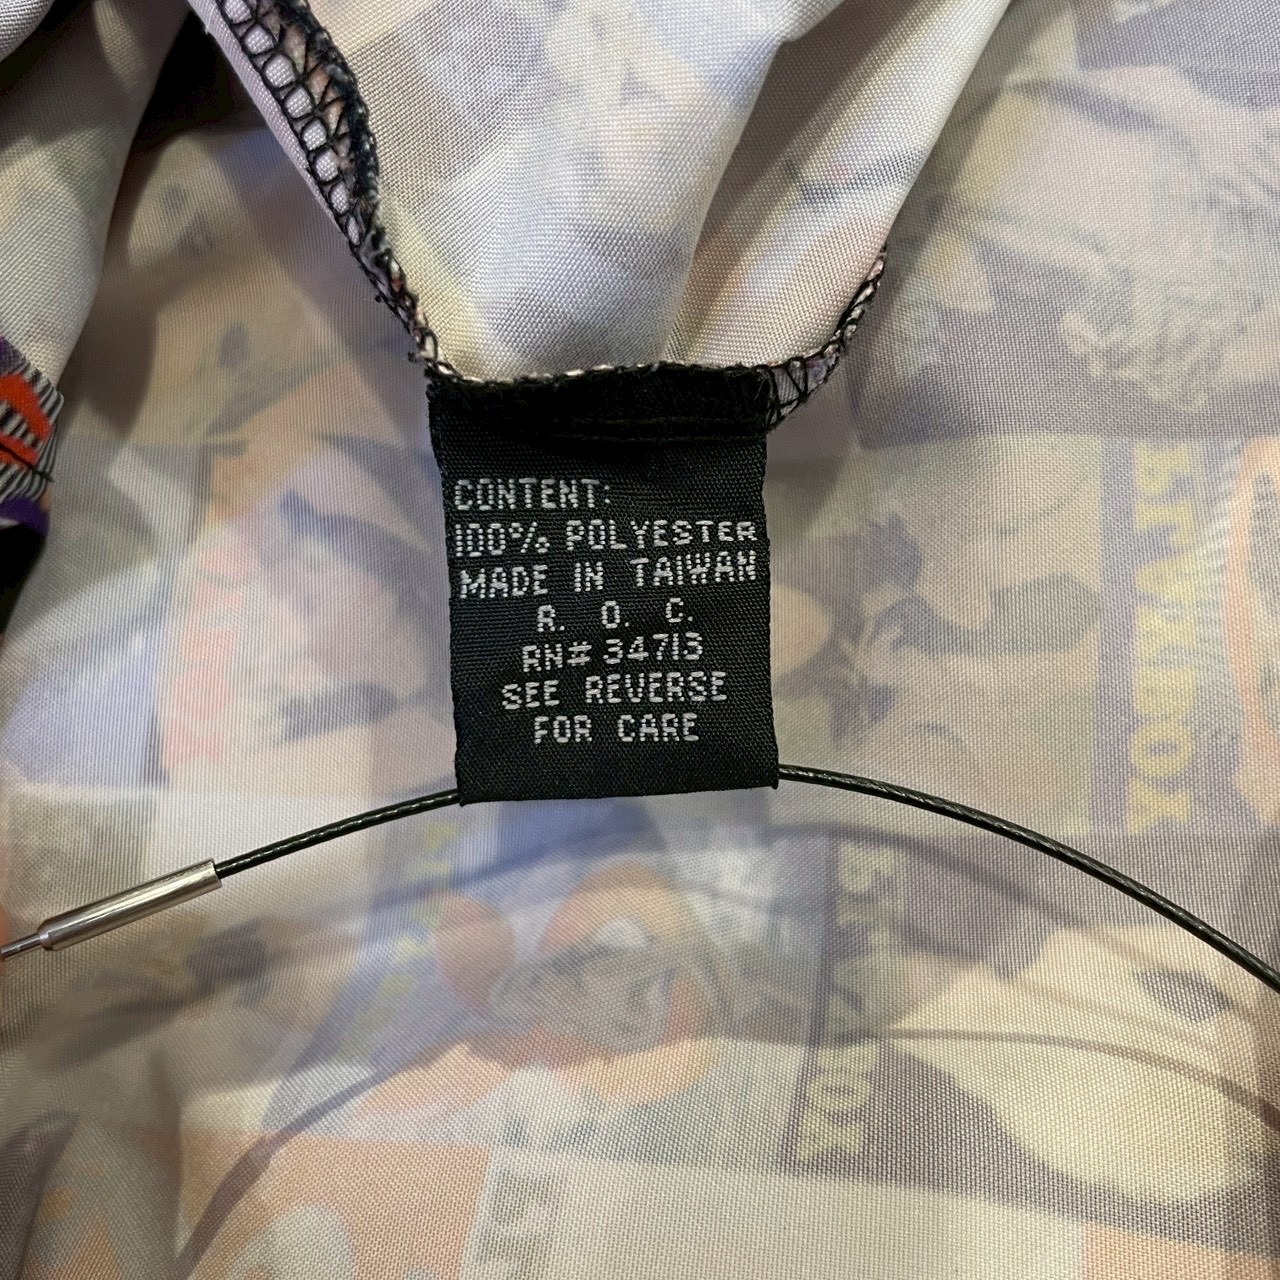 CONTENT:
100% POLYESTER
MADE IN TAIWAN
R. O. C.
RN# 34713
SEE REVERSE
FOR CARE